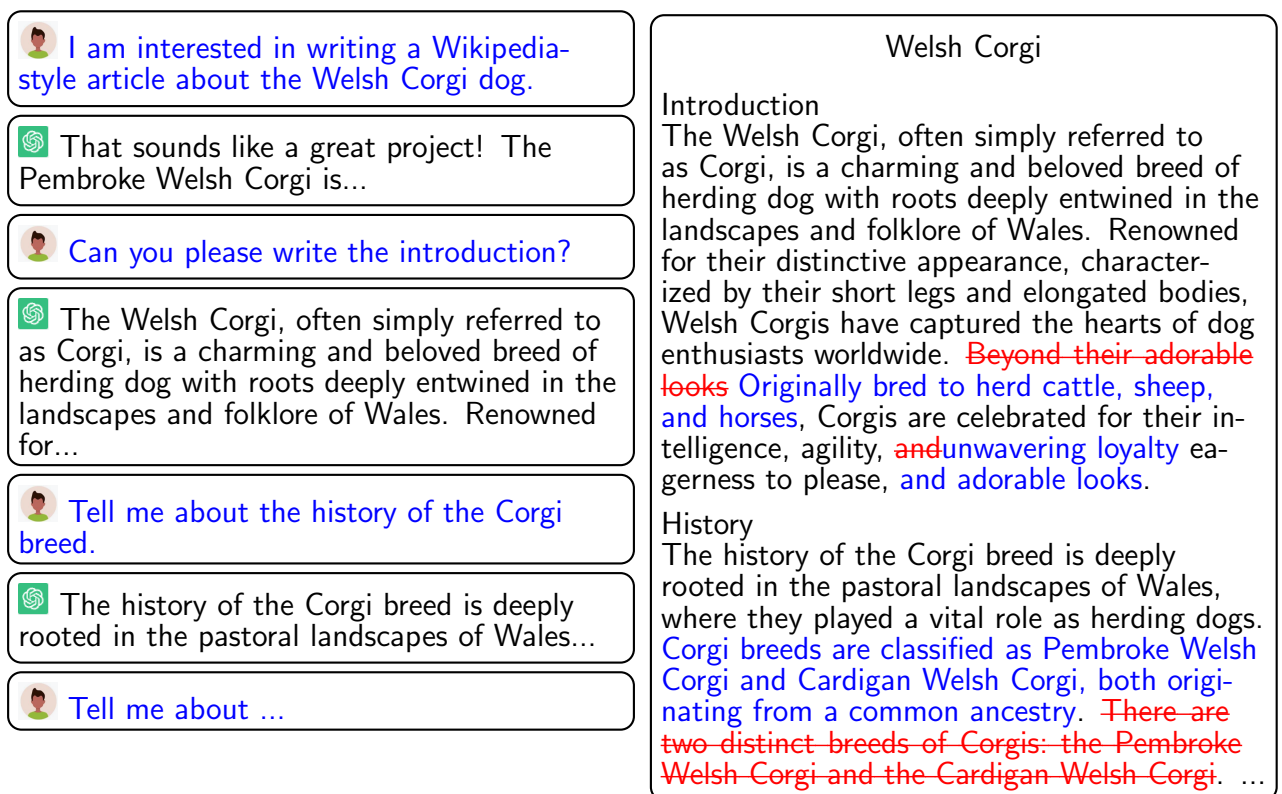 I am interested in writing a Wikipedia-
style article about the Welsh Corgi dog.
That sounds like a great project! The
Pembroke Welsh Corgi is...
Can you please write the introduction?
The Welsh Corgi, often simply referred to
as Corgi, is a charming and beloved breed of
herding dog with roots deeply entwined in the
landscapes and folklore of Wales. Renowned
for...
Tell me about the history of the Corgi
breed.
The history of the Corgi breed is deeply
rooted in the pastoral landscapes of Wales...
Tell me about ...
Welsh Corgi
Introduction
The Welsh Corgi, often simply referred to
as Corgi, is a charming and beloved breed of
herding dog with roots deeply entwined in the
landscapes and folklore of Wales. Renowned
for their distinctive appearance, character-
ized by their short legs and elongated bodies,
Welsh Corgis have captured the hearts of dog
enthusiasts worldwide. Beyond their adorable
looks Originally bred to herd cattle, sheep,
and horses, Corgis are celebrated for their in-
telligence, agility, andunwavering loyalty ea-
gerness to please, and adorable looks.
History
The history of the Corgi breed is deeply
rooted in the pastoral landscapes of Wales,
where they played a vital role as herding dogs.
Corgi breeds are classified as Pembroke Welsh
Corgi and Cardigan Welsh Corgi, both origi-
nating from a common ancestry. There are
two distinct breeds of Corgis: the Pembroke
Welsh Corgi and the Cardigan Welsh Corgi. ...